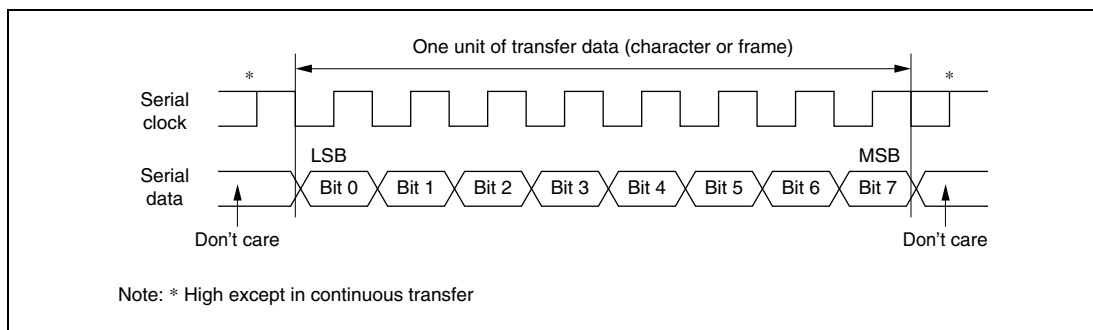 One unit of transfer data (character or frame)
* *
Serial
clock
LSB MSB
Serial
data
Bit 0 Bit 1 Bit 2 Bit 3 Bit 4 Bit 5 Bit 6 Bit 7
Don't care Don't care
Note: * High except in continuous transfer